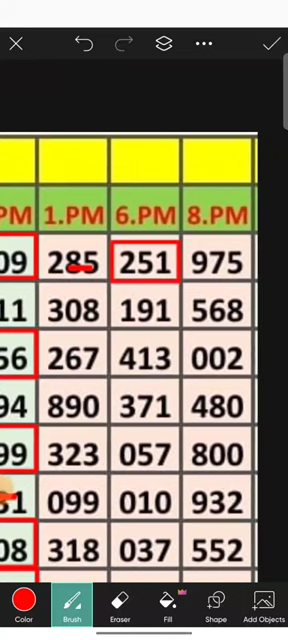 PM 1.PM 6.PM 8.PM
09 285 251 975
11 308 191 568
56 267 413 002
94 890 371 480
99 323 057 800
31 099 010 932
08 318 037 552
Color Brush Eraser Fill Shape Add Objects